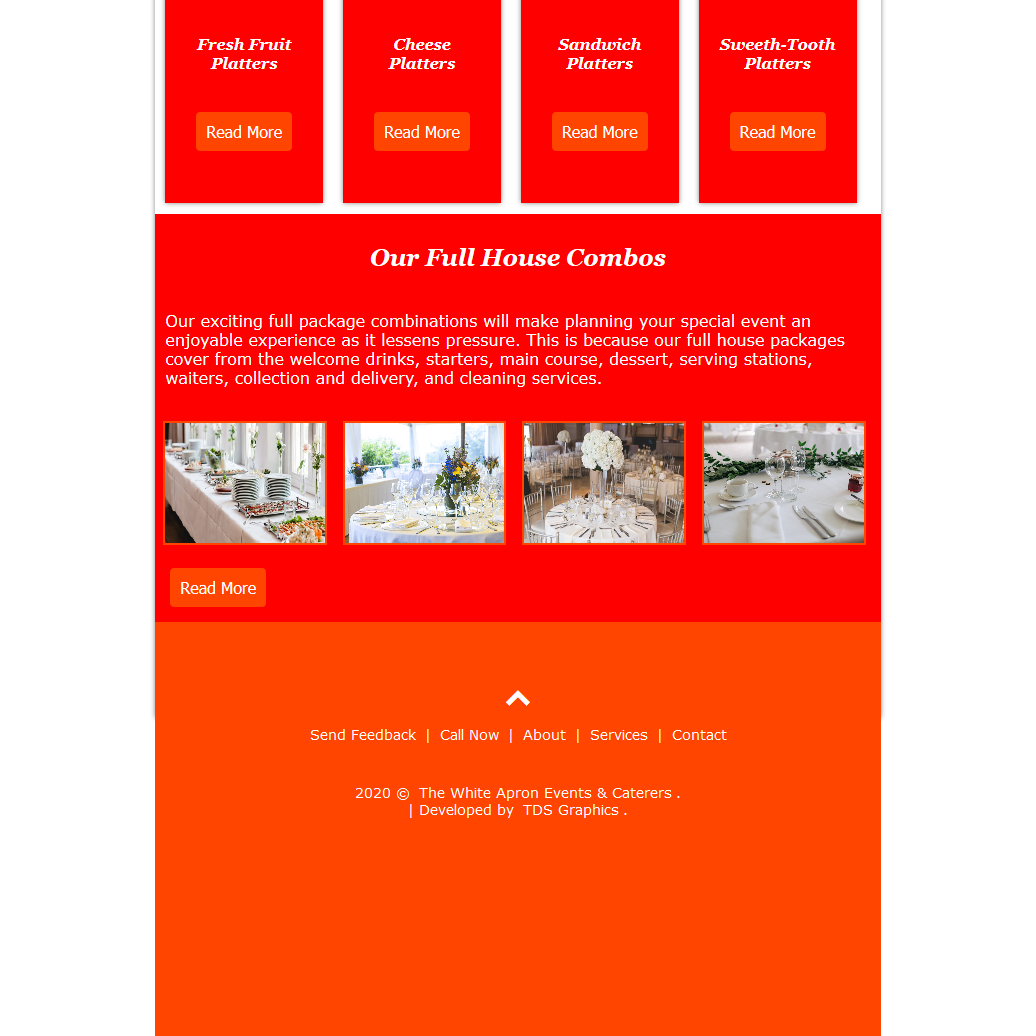 Fresh Fruit
Platters
Cheese
Platters
Sandwich
Platters
Sweeth-Tooth
Platters
Read More
Read More
Read More
Read More
Our Full House Combos
Our exciting full package combinations will make planning your special event an
enjoyable experience as it lessens pressure. This is because our full house packages
cover from the welcome drinks, starters, main course, dessert, serving stations,
waiters, collection and delivery, and cleaning services.
Read More
Send Feedback | Call Now | About | Services | Contact
2020 © The White Apron Events & Caterers .
| Developed by TDS Graphics .